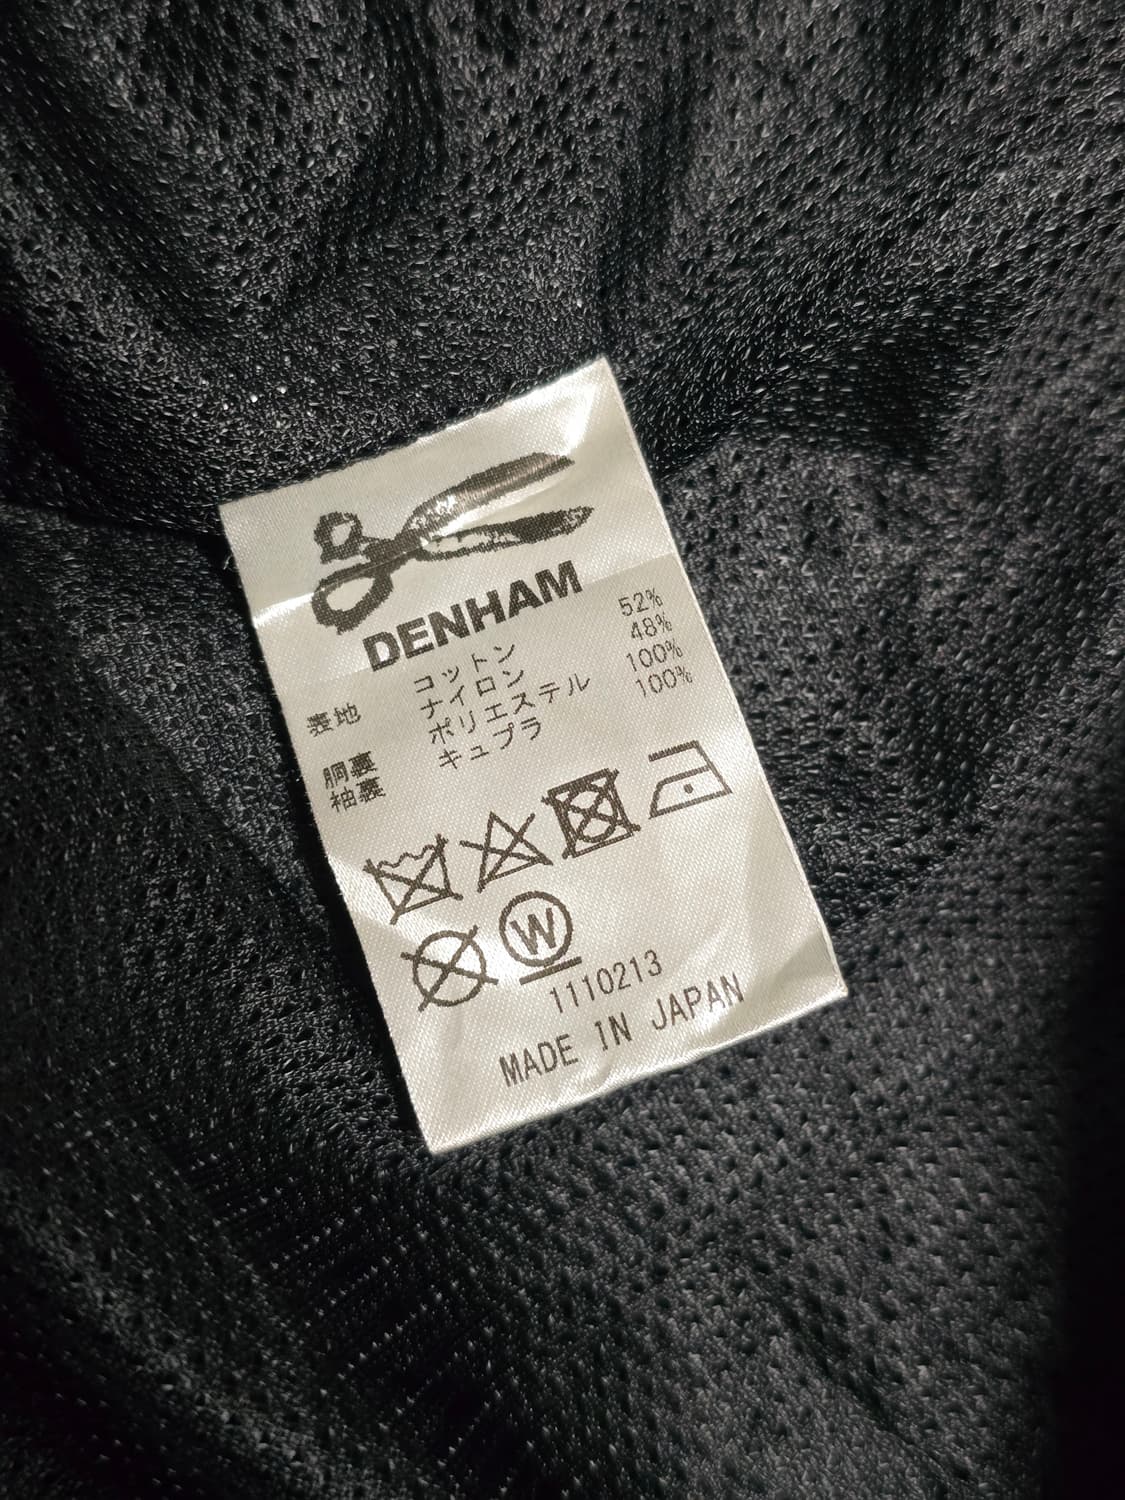 DENHAM
表地 コットン 52%
ナイロン 48%
胴裏 ポリエステル 100%
袖裏 キュプラ 100%
W
1110213
MADE IN JAPAN